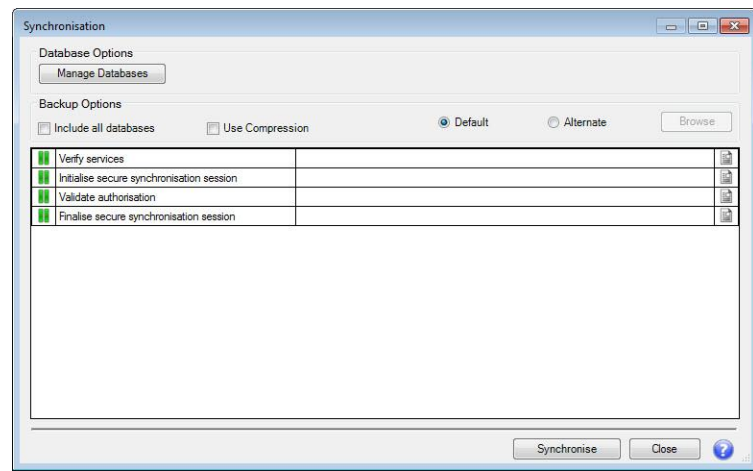 Synchronisation
Database Options
Manage Databases
Backup Options
Include all databases Use Compression Default Alternate Browse
Verify services
Initialise secure synchronisation session
Validate authorisation
Finalise secure synchronisation session
Synchronise Close ?